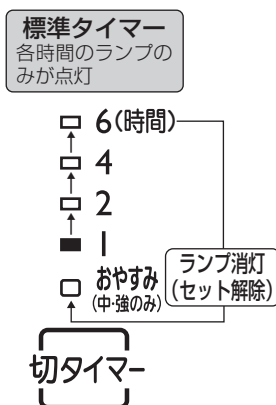 標準タイマー
各時間のランプの
みが点灯
6(時間)
4
2
1
おやすみ
(中・強のみ)
ランプ消灯
(セット解除)
切タイマー